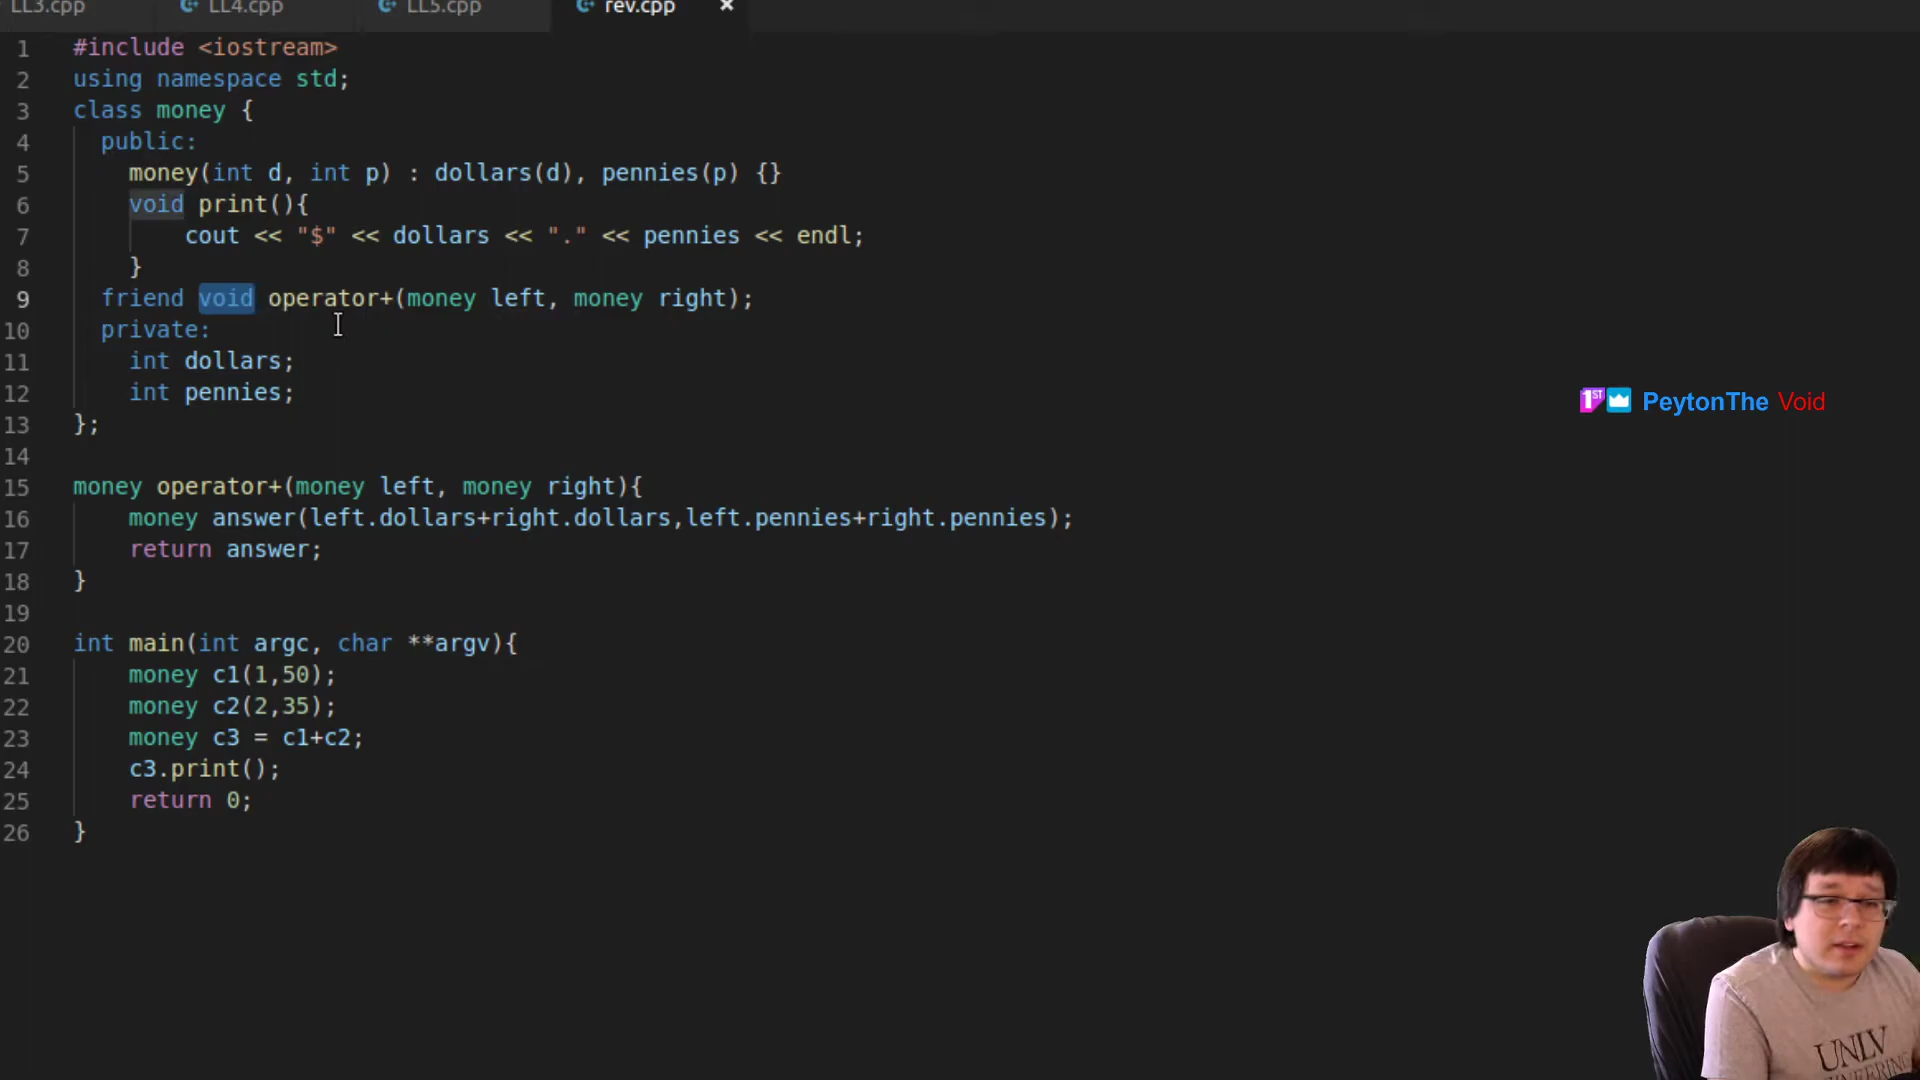 LL3.cpp LL4.cpp LL5.cpp rev.cpp ×
1 #include <iostream>
2 using namespace std;
3 class money {
4 public:
5 money(int d, int p) : dollars(d), pennies(p) {}
6 void print(){
7 cout << "$" << dollars << "." << pennies << endl;
8 }
9 friend void operator+(money left, money right);
10 private:
11 int dollars;
12 int pennies;
13 };
14
15 money operator+(money left, money right){
16 money answer(left.dollars+right.dollars,left.pennies+right.pennies);
17 return answer;
18 }
19
20 int main(int argc, char **argv){
21 money c1(1,50);
22 money c2(2,35);
23 money c3 = c1+c2;
24 c3.print();
25 return 0;
26 }
1ST PeytonThe Void
UNLV